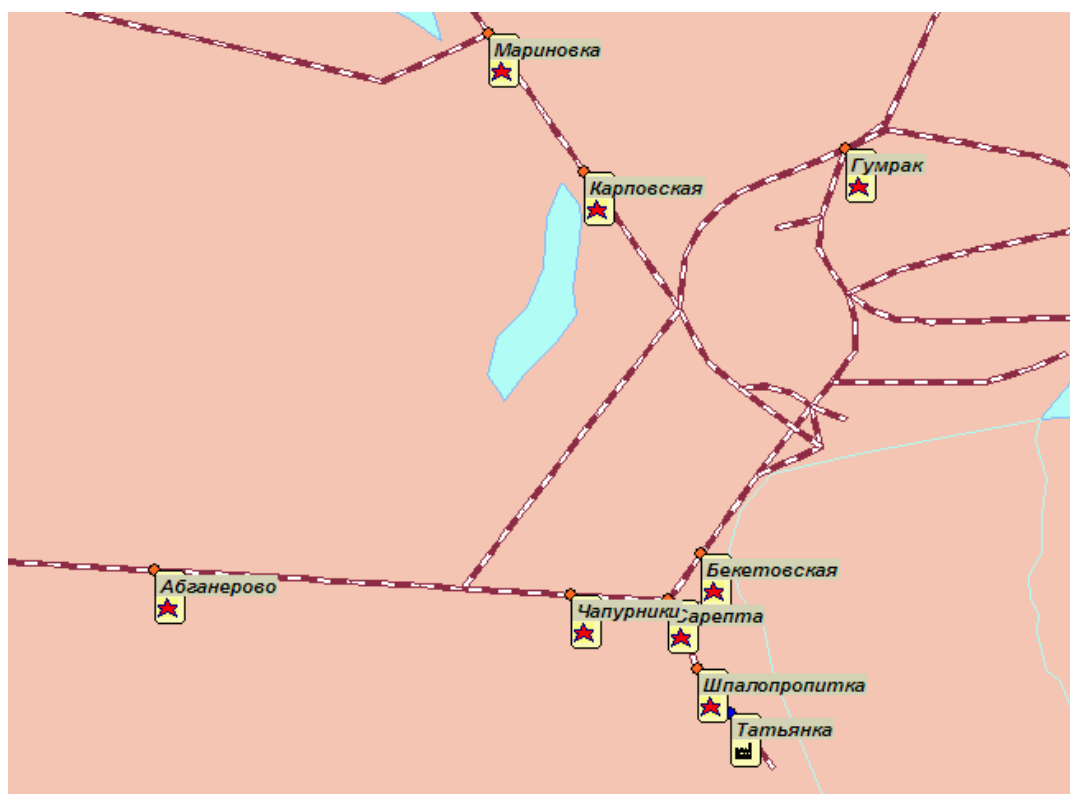 Мариновка
Гумрак
Карповская
Бекетовская
Абганерово
Чапурники
Сарепта
Шпалопропитка
Татьянка